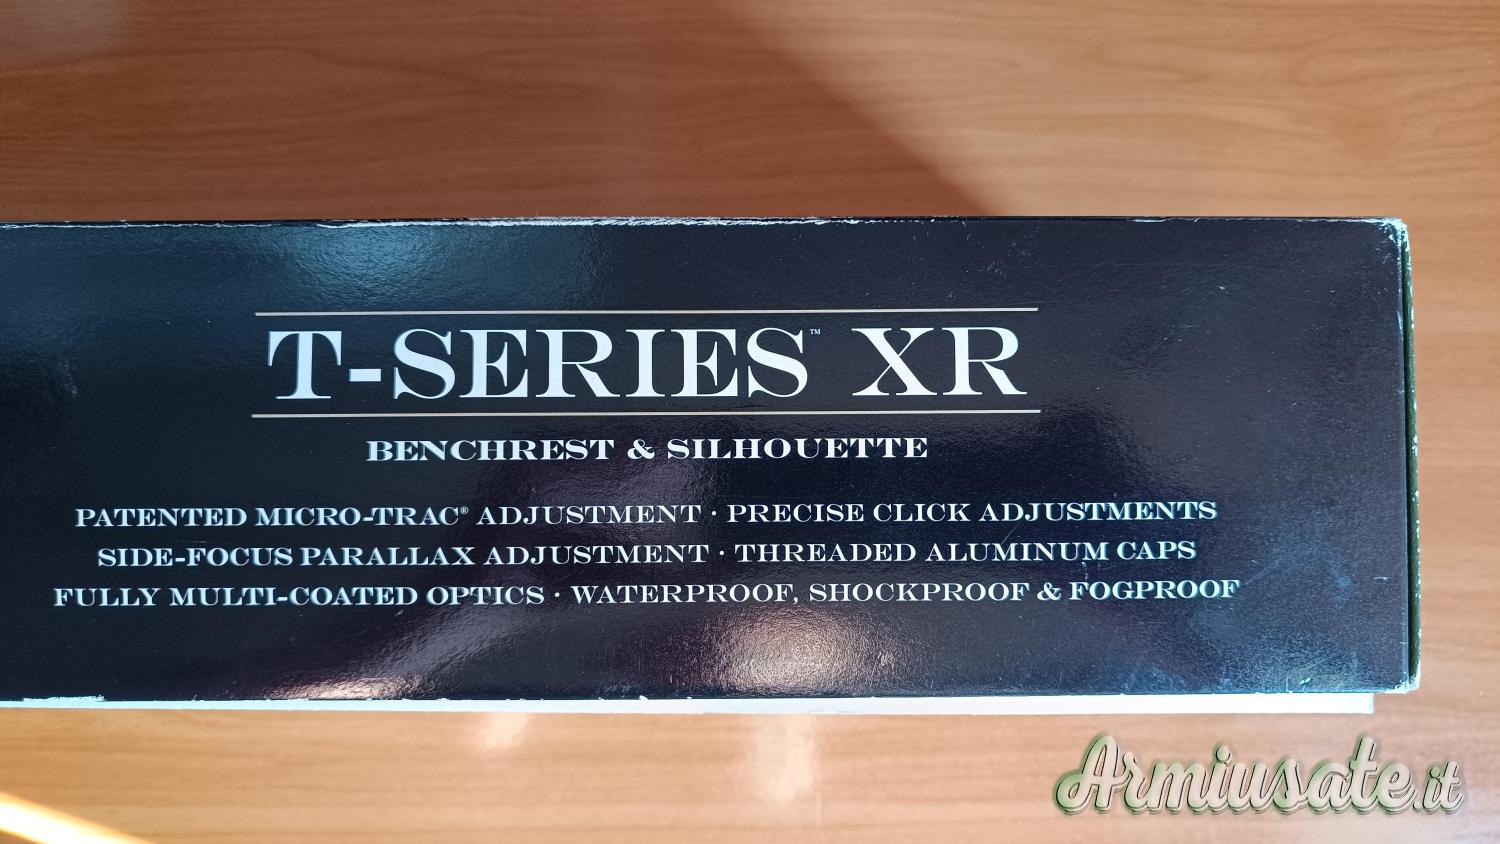 T-SERIES™ XR
BENCHREST & SILHOUETTE
PATENTED MICRO-TRAC® ADJUSTMENT · PRECISE CLICK ADJUSTMENTS
SIDE-FOCUS PARALLAX ADJUSTMENT · THREADED ALUMINUM CAPS
FULLY MULTI-COATED OPTICS · WATERPROOF, SHOCKPROOF & FOGPROOF
Armiusate.it